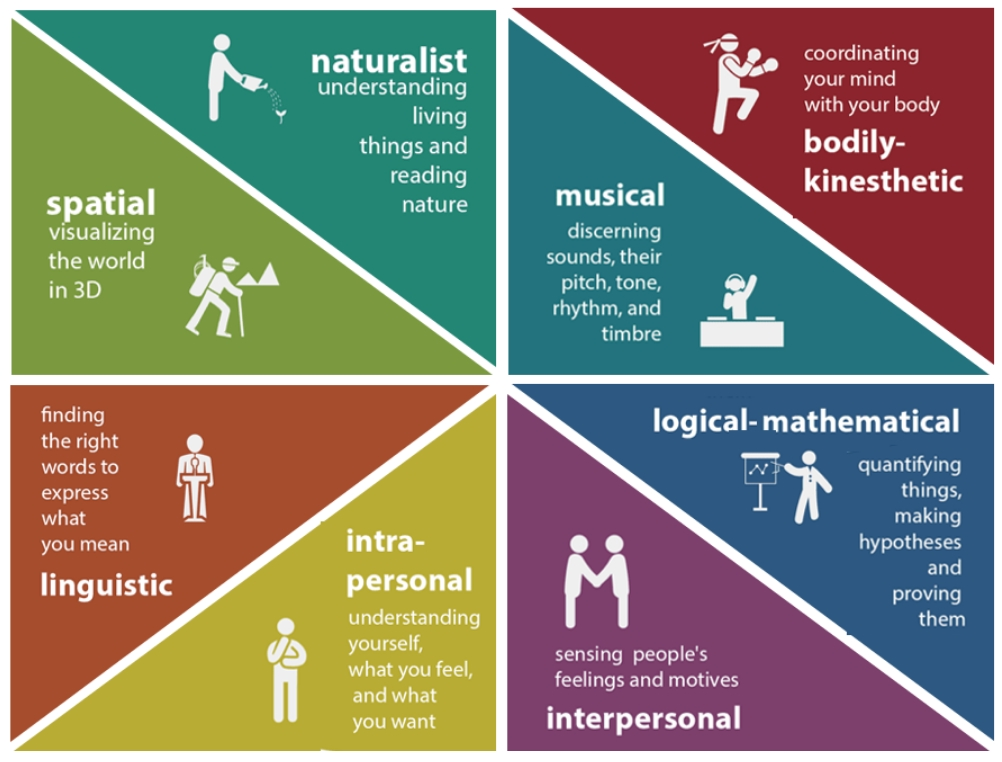 naturalist
understanding
living
things and
reading
nature
spatial
visualizing
the world
in 3D
coordinating
your mind
with your body
bodily-
kinesthetic
musical
discerning
sounds, their
pitch, tone,
rhythm, and
timbre
finding
the right
words to
express
what
you mean
linguistic
intra-
personal
understanding
yourself,
what you feel,
and what
you want
logical-mathematical
quantifying
things,
making
hypotheses
and
proving
them
sensing people's
feelings and motives
interpersonal